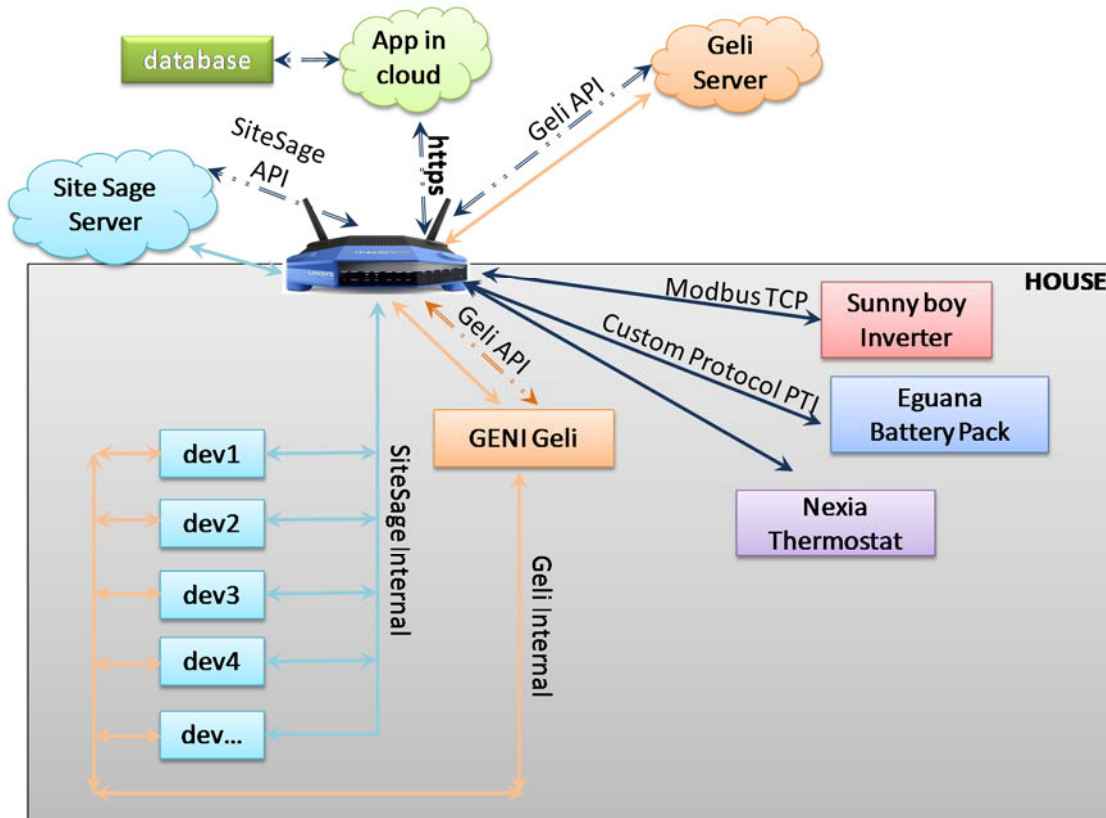 database
App in
cloud
Geli
Server
Geli API
SiteSage
API
https
Site Sage
Server
LINKSYS
HOUSE
Modbus TCP
Sunny boy
Inverter
Custom Protocol PTI
Eguana
Battery Pack
Geli API
GENI Geli
Nexia
Thermostat
SiteSage Internal
Geli Internal
dev1
dev2
dev3
dev4
dev...